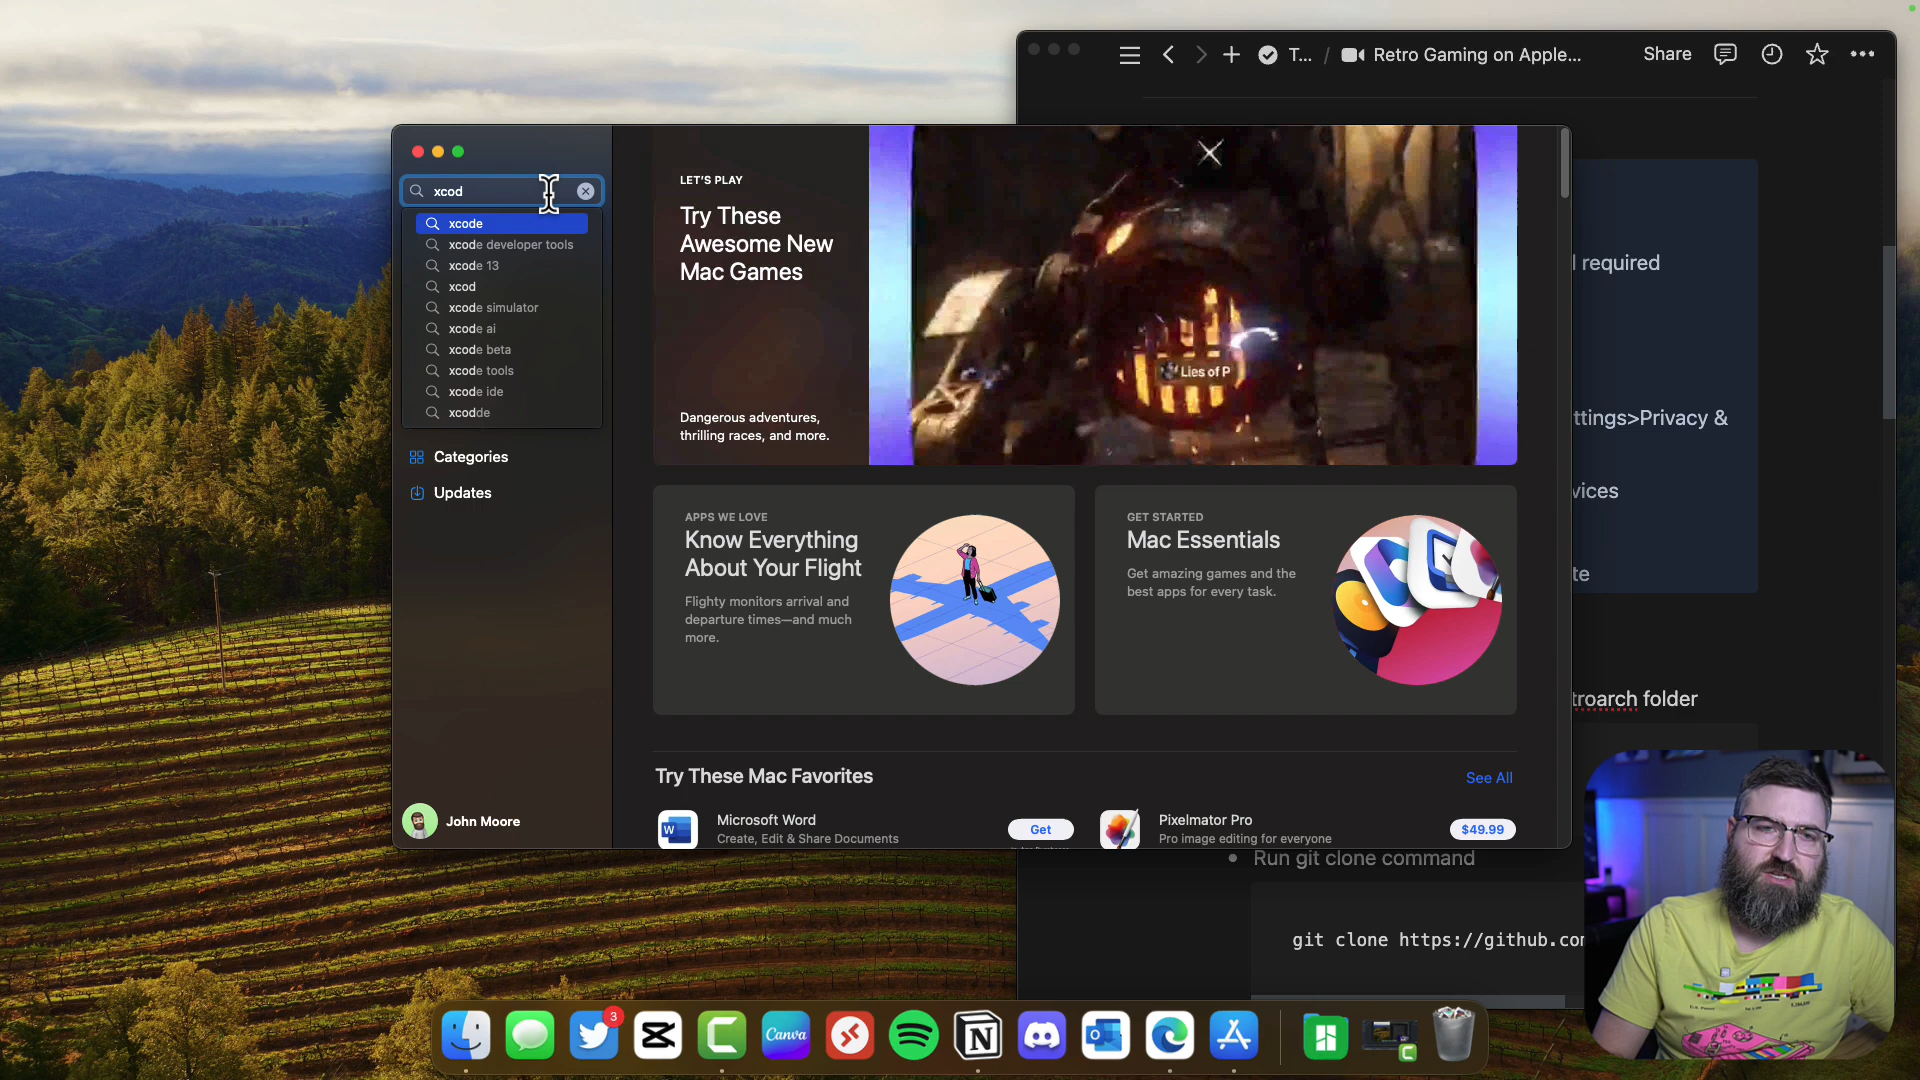 T... / Retro Gaming on Apple...
Share
xcod
xcode
xcode developer tools
xcode 13
xcod
xcode simulator
xcode ai
xcode beta
xcode tools
xcode ide
xcodde
Categories
Updates
John Moore
LET'S PLAY
Try These
Awesome New
Mac Games
Dangerous adventures,
thrilling races, and more.
Lies of P
APPS WE LOVE
Know Everything
About Your Flight
Flighty monitors arrival and
departure times—and much
more.
GET STARTED
Mac Essentials
Get amazing games and the
best apps for every task.
Try These Mac Favorites
See All
Microsoft Word
Create, Edit & Share Documents
Get
Pixelmator Pro
Pro image editing for everyone
$49.99
required
ttings>Privacy &
vices
te
troarch folder
Run git clone command
git clone https://github.co
3
Canva